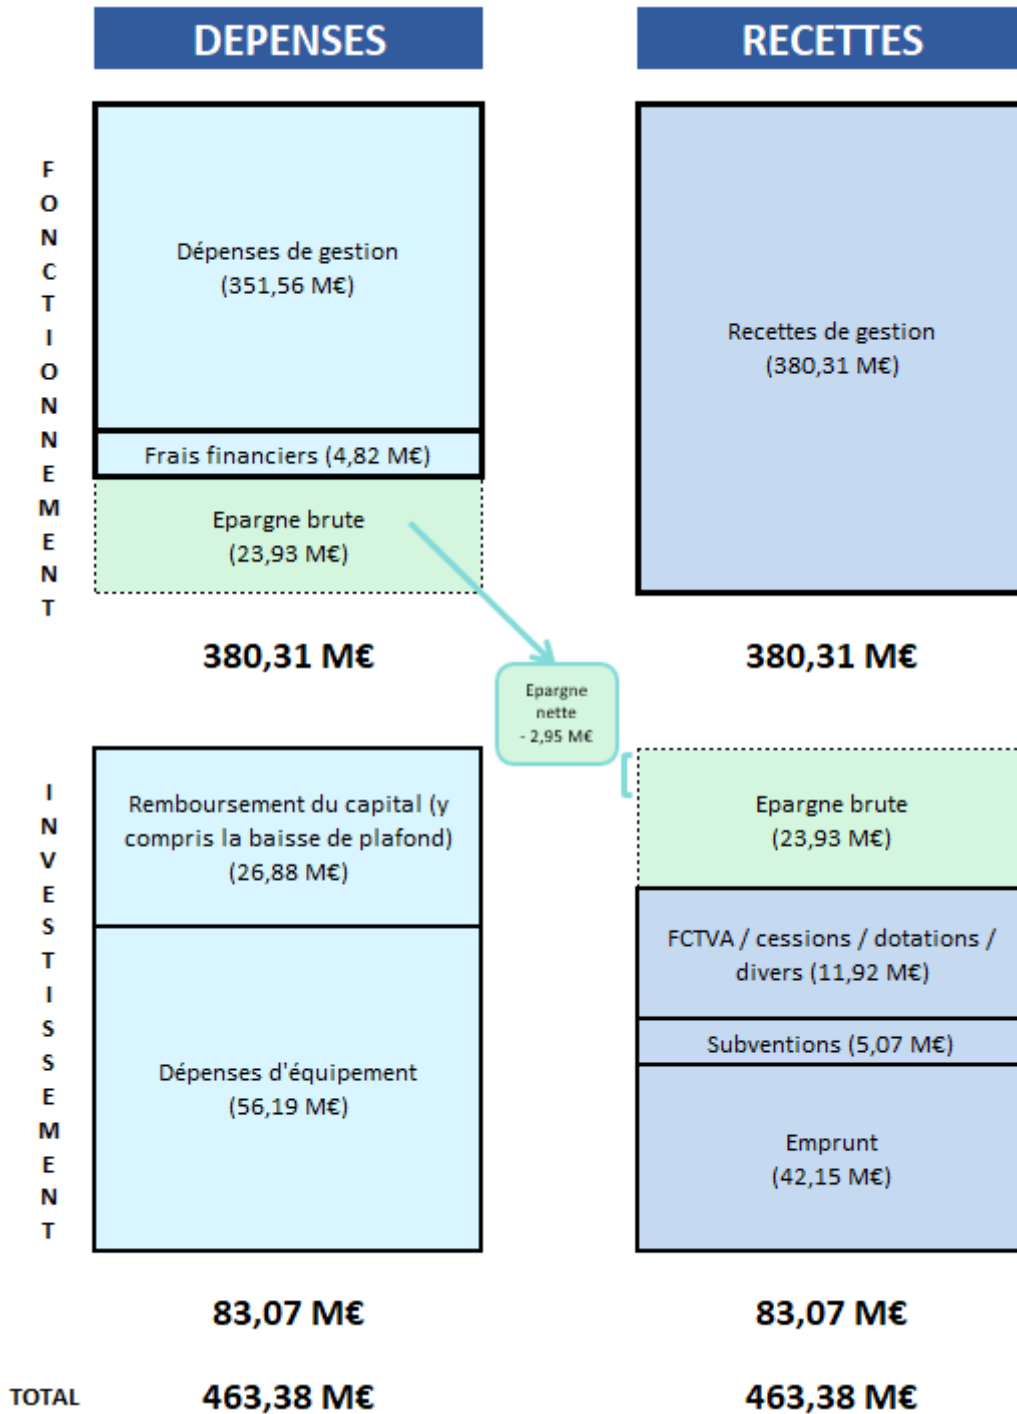 DEPENSES
RECETTES
FONCTIONNEMENT
Dépenses de gestion
(351,56 M€)
Frais financiers (4,82 M€)
Epargne brute
(23,93 M€)
Recettes de gestion
(380,31 M€)
380,31 M€
380,31 M€
Epargne
nette
- 2,95 M€
INVESTISSEMENT
Remboursement du capital (y
compris la baisse de plafond)
(26,88 M€)
Dépenses d'équipement
(56,19 M€)
Epargne brute
(23,93 M€)
FCTVA / cessions / dotations /
divers (11,92 M€)
Subventions (5,07 M€)
Emprunt
(42,15 M€)
83,07 M€
83,07 M€
TOTAL
463,38 M€
463,38 M€